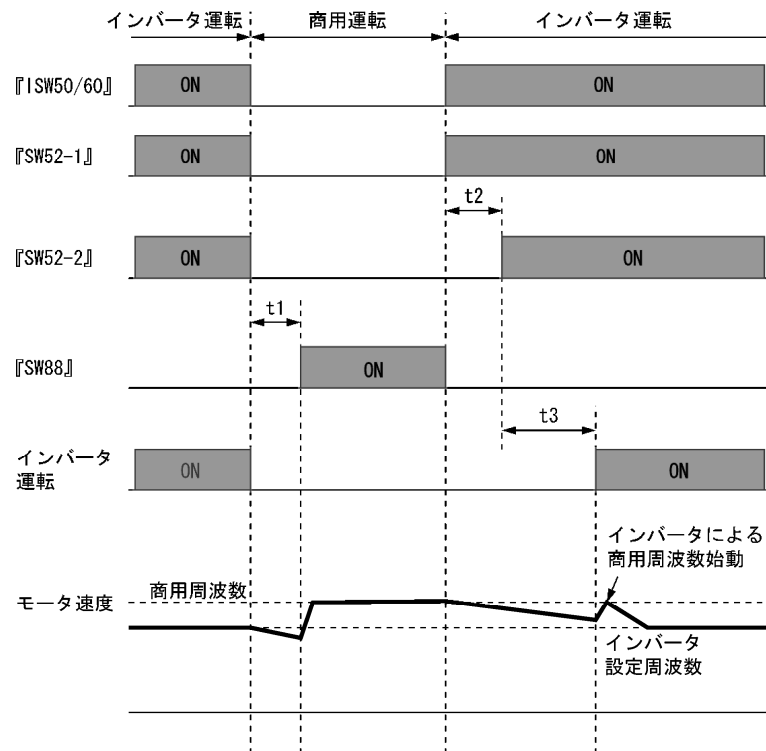 インバータ運転
商用運転
インバータ運転
『ISW50/60』
ON
ON
『SW52-1』
ON
ON
t2
『SW52-2』
ON
ON
t1
『SW88』
ON
t3
インバータ
運転
ON
ON
インバータによる
商用周波数始動
商用周波数
モータ速度
インバータ
設定周波数